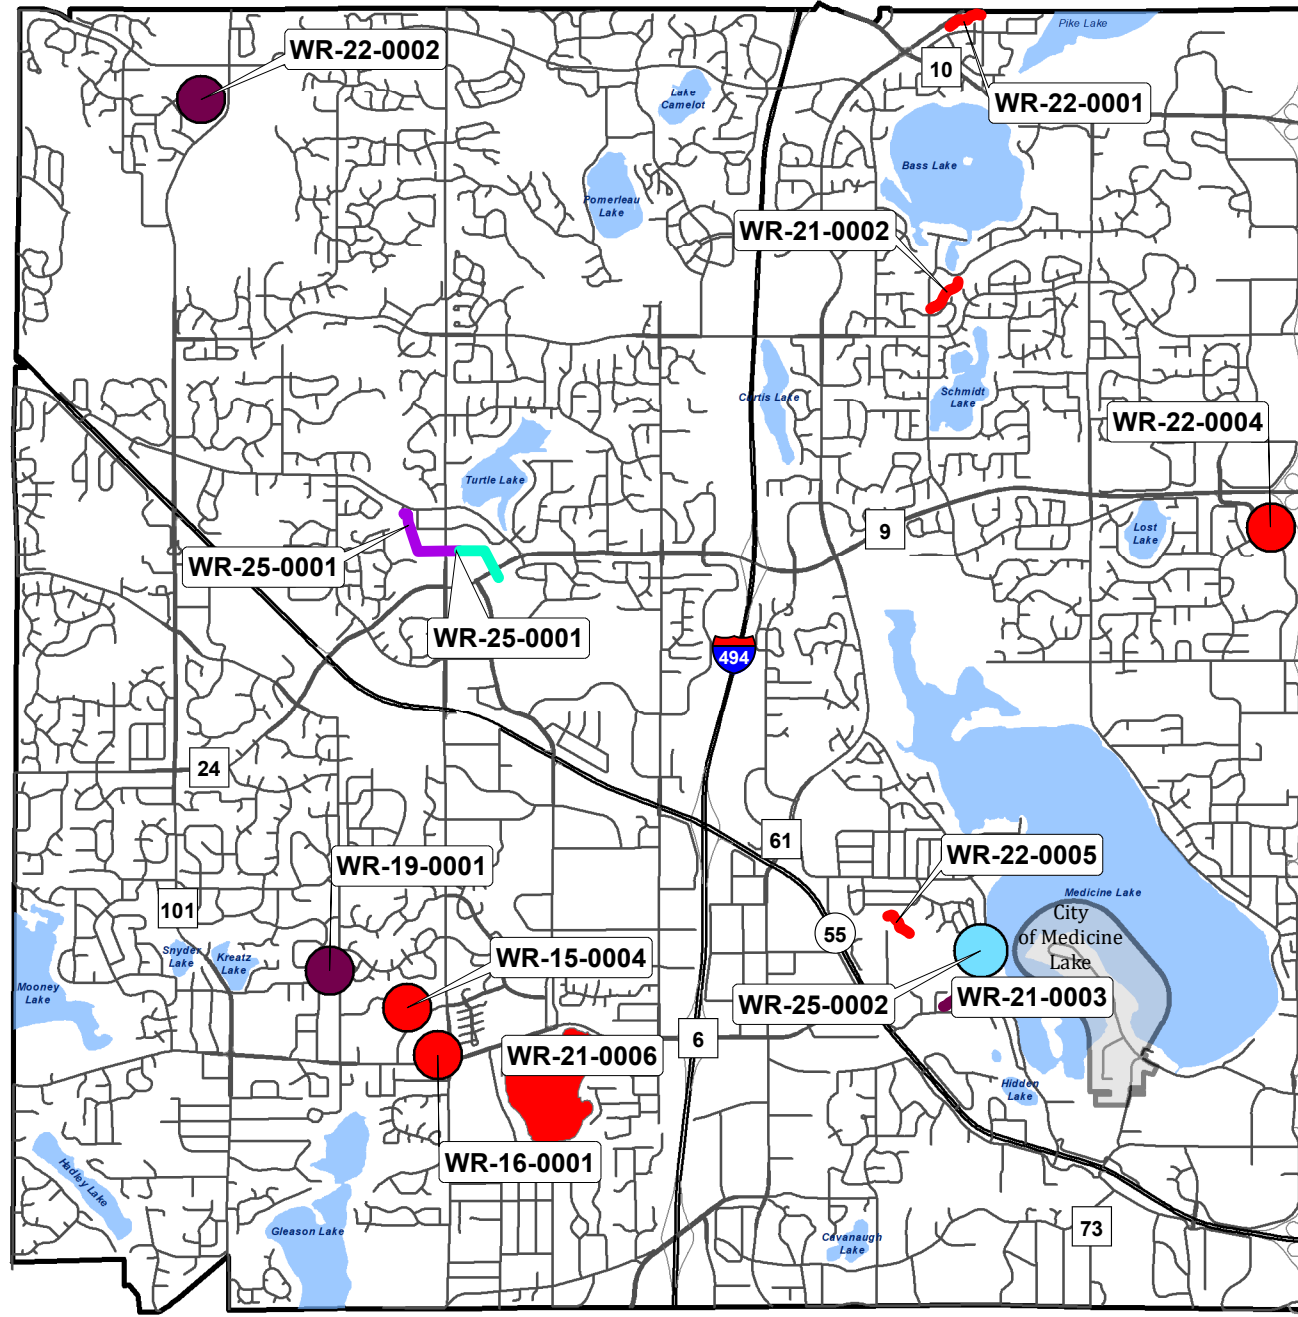 Pike Lake
WR-22-0002
10
Lake
Camelot
WR-22-0001
Bass Lake
Pomerleau
Lake
WR-21-0002
Curtis Lake
Schmidt
Lake
WR-22-0004
Turtle Lake
9
Lost
Lake
WR-25-0001
WR-25-0001
494
24
61
WR-22-0005
WR-19-0001
Medicine Lake
101
City
of Medicine
Lake
55
Snyder
Lake
Kreatz
Lake
WR-15-0004
Mooney
Lake
WR-25-0002
WR-21-0003
6
WR-21-0006
Hidden
Lake
WR-16-0001
Hadley Lake
Gleason Lake
Cavanaugh
Lake
73